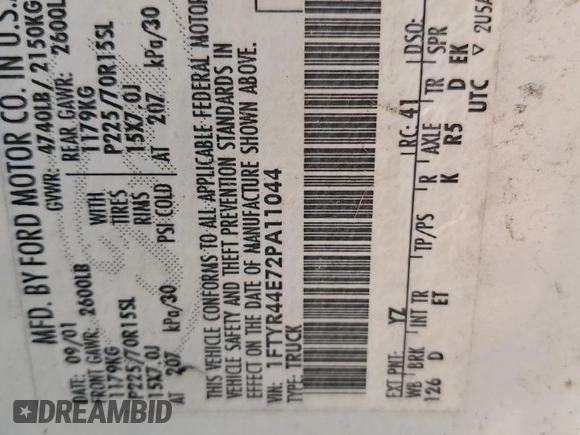 MFD. BY FORD MOTOR CO. IN U.S.A
DATE: 09/01 GVWR: 4740LB/ 2150KG
FRONT GAWR: 2600LB REAR GAWR: 2600L
1179KG WITH 1179KG
P225/70R15SL TIRES P225/70R15SL
15X7.0J RIMS 15X7.0J
AT 207 kPa/30 PSI COLD AT 207 kPa/30
THIS VEHICLE CONFORMS TO ALL APPLICABLE FEDERAL MOTOR
VEHICLE SAFETY AND THEFT PREVENTION STANDARDS IN
EFFECT ON THE DATE OF MANUFACTURE SHOWN ABOVE.
VIN: 1FTYR44E72PA11044
TYPE: TRUCK
EXT PNT: YZ RC: 41 DSO:
WB BRK INT TR TP/PS R AXLE TR SPR
126 D ET K R5 D EK
UTC ▽ 2U5A
DREAMBID